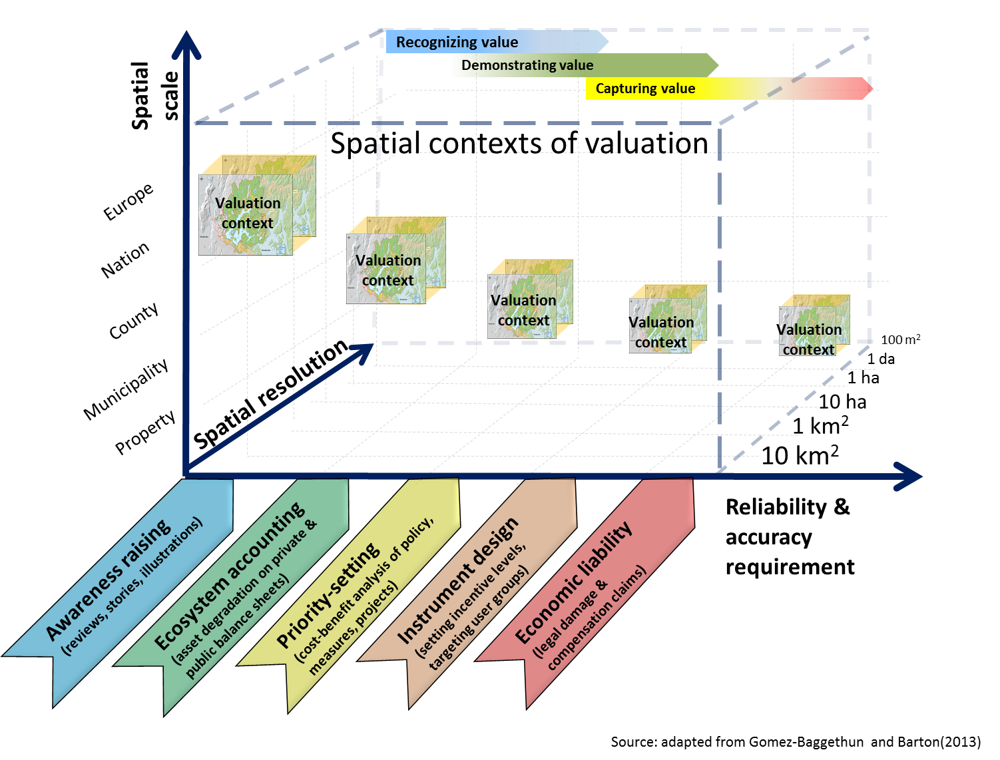 Recognizing value
Demonstrating value
Capturing value
Spatial
scale
Spatial contexts of valuation
Europe
Nation
County
Municipality
Property
Valuation
context
Valuation
context
Valuation
context
Valuation
context
Valuation
context
Spatial resolution
100 m²
1 da
1 ha
10 ha
1 km²
10 km²
Reliability &
accuracy
requirement
Awareness raising
(reviews, stories, illustrations)
Ecosystem accounting
(asset degradation on private &
public balance sheets)
Priority-setting
(cost-benefit analysis of policy,
measures, projects)
Instrument design
(setting incentive levels,
targeting user groups)
Economic liability
(legal damage &
compensation claims)
Source: adapted from Gomez-Baggethun and Barton(2013)